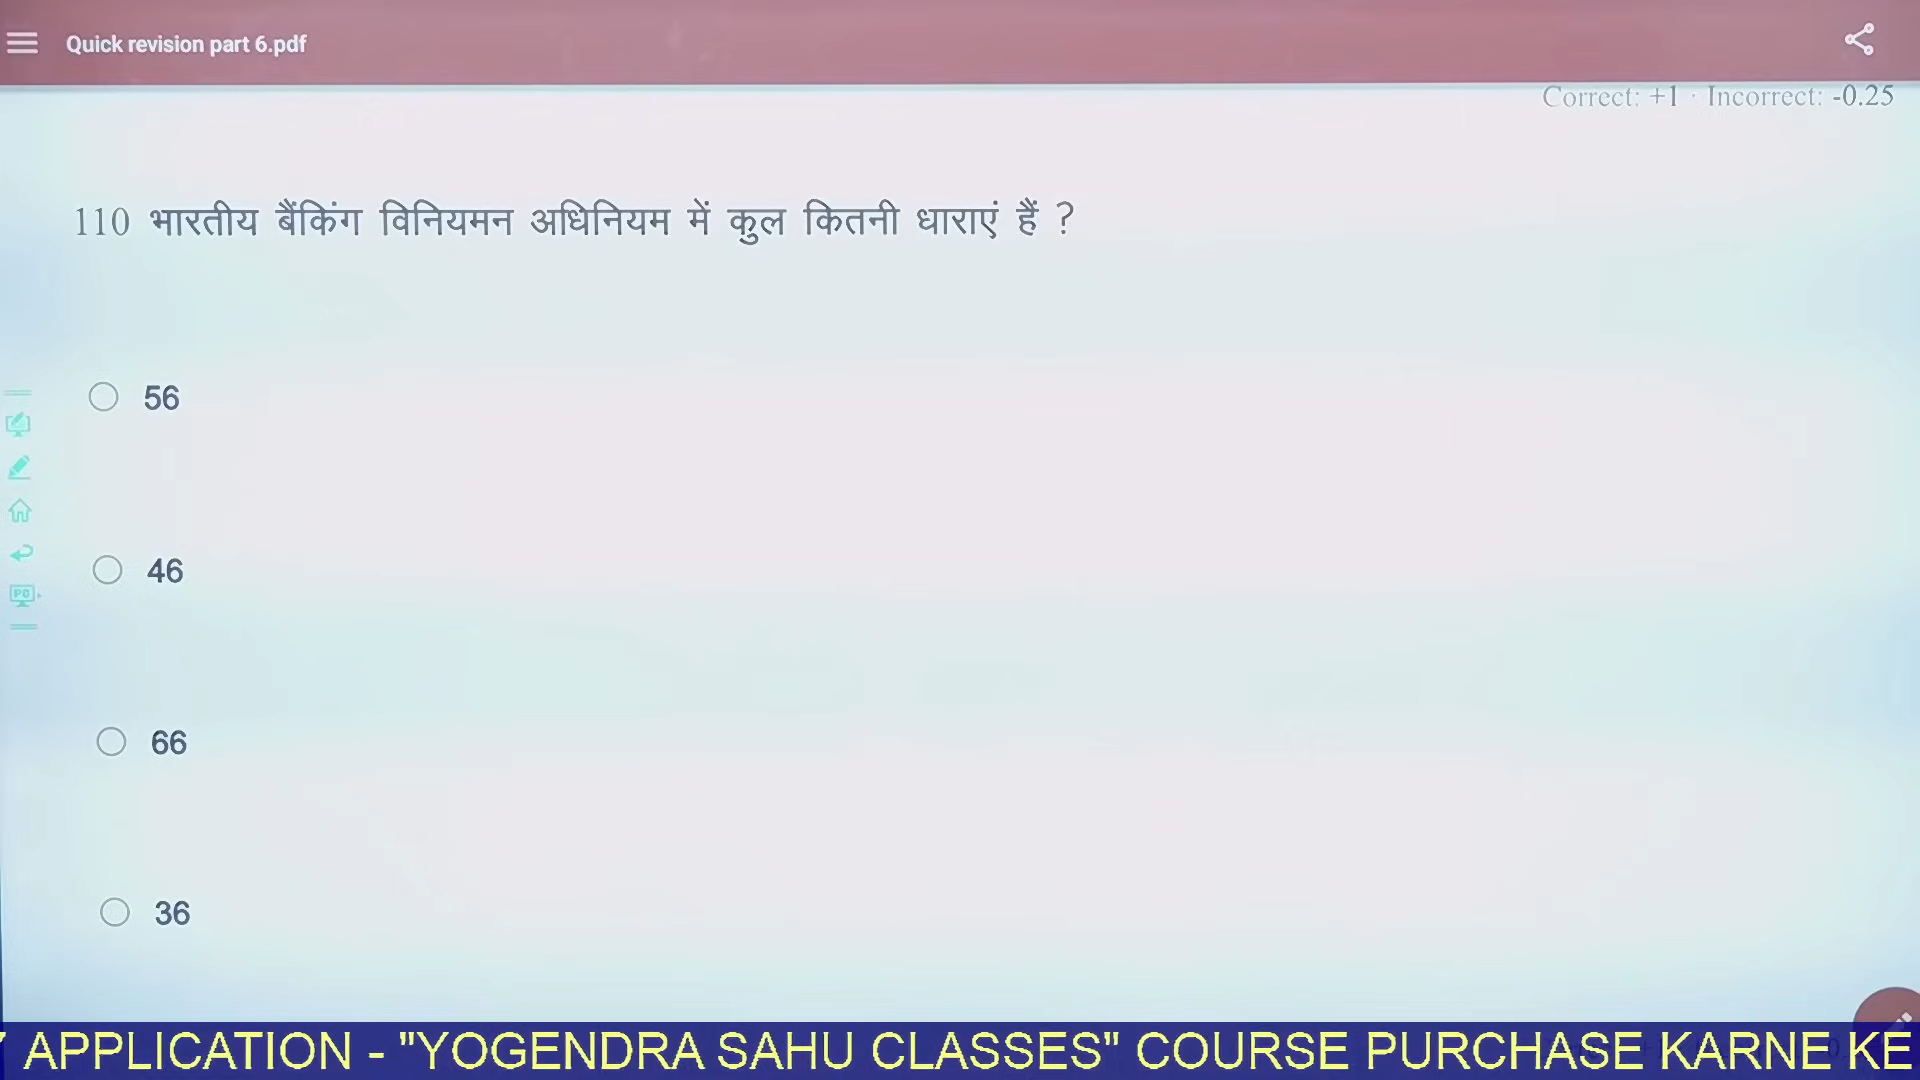 Quick revision part 6.pdf
Correct: +1 · Incorrect: -0.25
110 भारतीय बैंकिंग विनियमन अधिनियम में कुल कितनी धाराएं हैं ?
56
46
PO
66
36
APPLICATION - "YOGENDRA SAHU CLASSES" COURSE PURCHASE KARNE KE